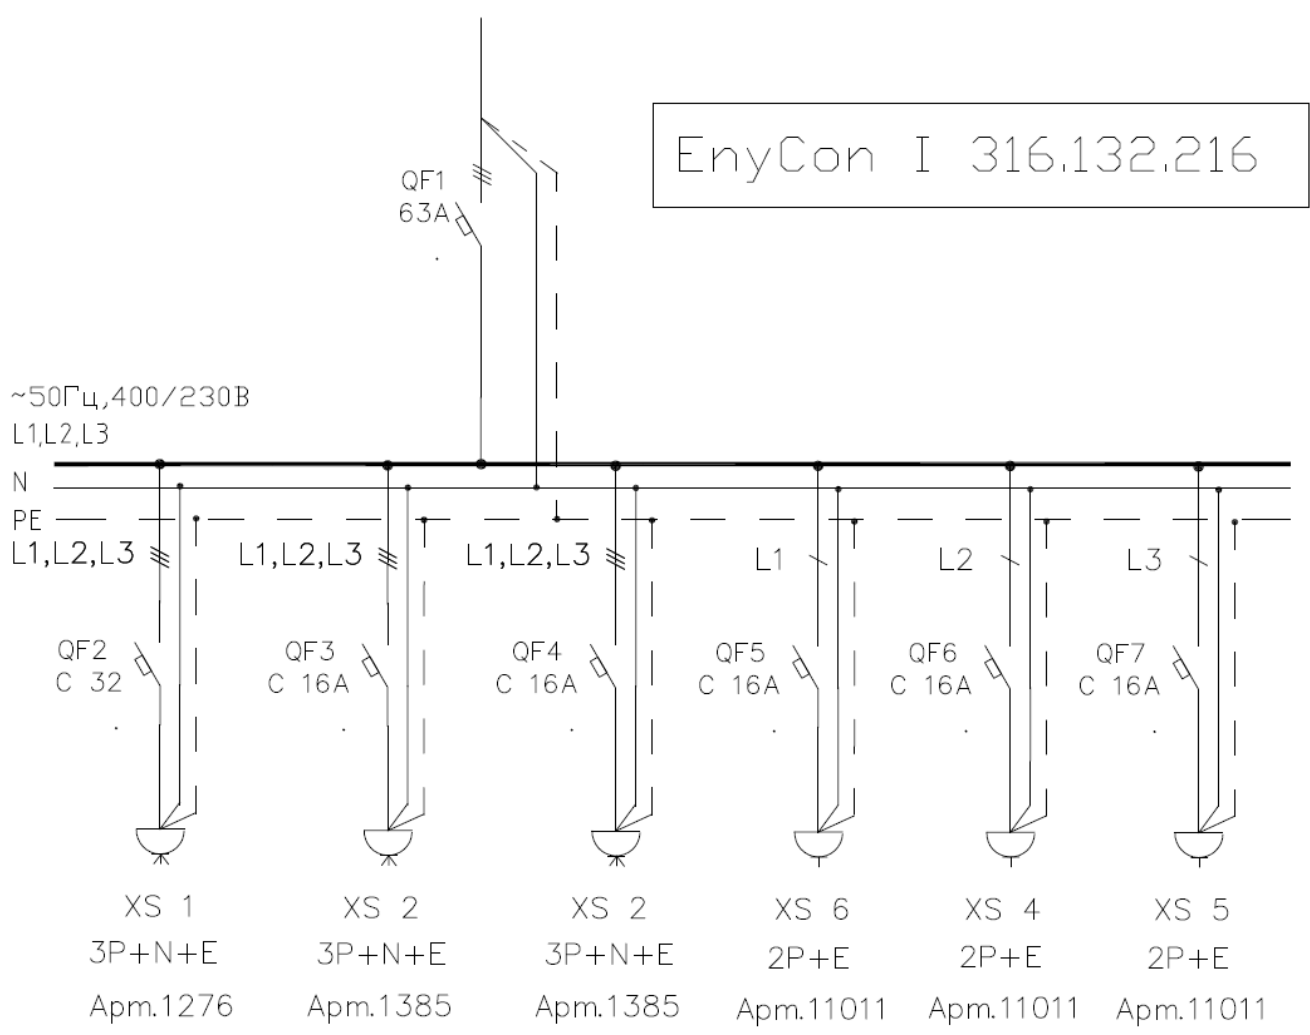 EnyCon I 316.132.216
QF1
63A
~50Гц,400/230В
L1,L2,L3
N
PE
L1,L2,L3
L1,L2,L3
L1,L2,L3
L1
L2
L3
QF2
C 32
QF3
C 16A
QF4
C 16A
QF5
C 16A
QF6
C 16A
QF7
C 16A
XS 1
3P+N+E
Арт.1276
XS 2
3P+N+E
Арт.1385
XS 2
3P+N+E
Арт.1385
XS 6
2P+E
Арт.11011
XS 4
2P+E
Арт.11011
XS 5
2P+E
Арт.11011